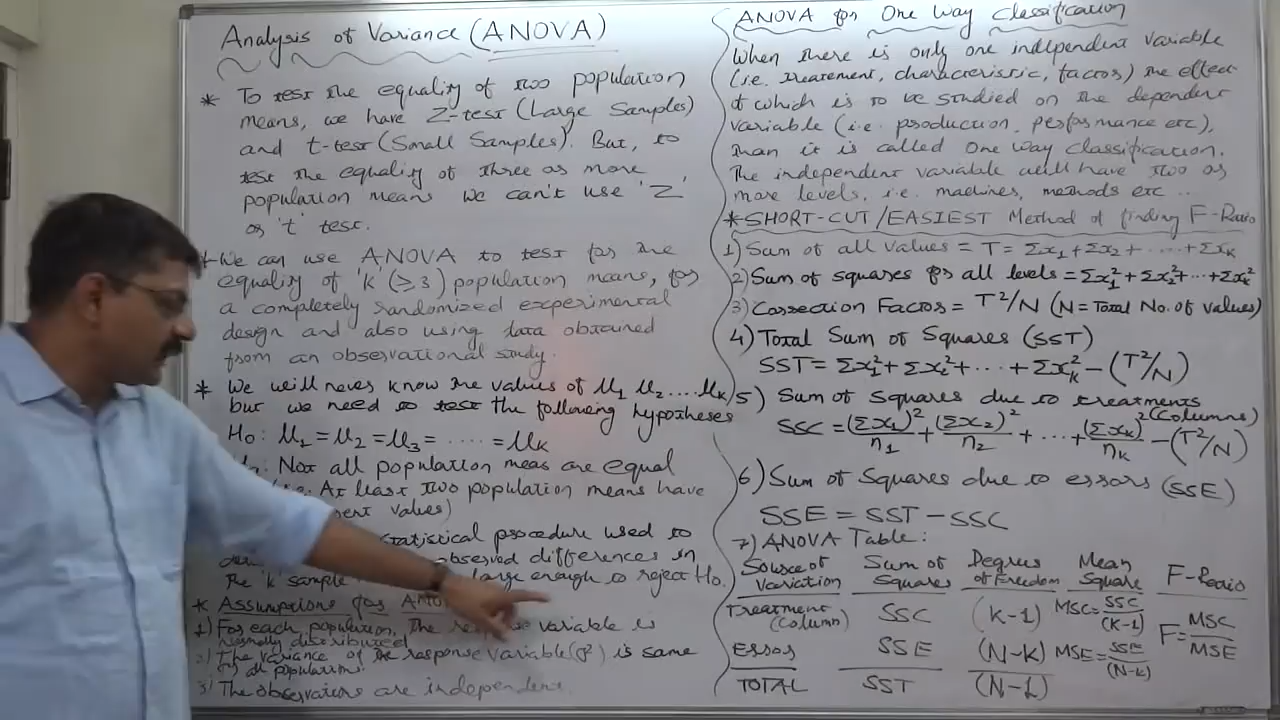 Analysis of Variance (ANOVA)
* To test the equality of two population
means, we have Z-test (Large Samples)
and t-test (Small Samples). But, to
test the equality of three or more
population means we can't use 'Z'
or 't' test.
* We can use ANOVA to test for the
equality of 'K' (≥3) population means, for
a completely randomized experimental
design and also using data obtained
from an observational study.
* We will never know the values of μ1 μ2 .... μK,
but we need to test the following hypotheses
H0: μ1 = μ2 = μ3 = ..... = μK
: Not all population meas are equal
At least two population means have
values)
statistical procedure used to
observed differences in
the 'K' sample large enough to reject H0.
* Assumptions for
1) For each population, the variable is
normally distributed
2) The variance of the response variable (σ²) is same
for all populations.
3) The observations are independent.
ANOVA for One Way Classification
When there is only one independent variable
(i.e. treatement, characteristic, factor) the effect
of which is to be studied on the dependent
variable (i.e. production, performance etc),
than it is called One Way Classification.
The independent variable will have two or
more levels, i.e. machines, methods etc ..
*SHORT-CUT/EASIEST Method of finding F-Ratio
1) Sum of all values = T = Σx1 + Σx2 + ..... + Σxk
2) Sum of squares for all levels = Σx1² + Σx2² + ... + Σxk²
3) Correction Factor = T²/N (N = Total No. of values)
4) Total Sum of Squares (SST)
SST = Σx1² + Σx2² + ... + Σxk² - (T²/N)
5) Sum of Squares due to treatments (Columns)
SSC = (Σx1)²/n1 + (Σx2)²/n2 + ... + (Σxk)²/nk - (T²/N)
6) Sum of Squares due to errors (SSE)
SSE = SST - SSC
7) ANOVA Table:
Source of Variation Sum of Squares Degrees of Freedom Mean Square F-Ratio
Treatment (Column) SSC (K-1) MSC = SSC/(K-1) F = MSC/MSE
Error SSE (N-K) MSE = SSE/(N-K)
TOTAL SST (N-1)